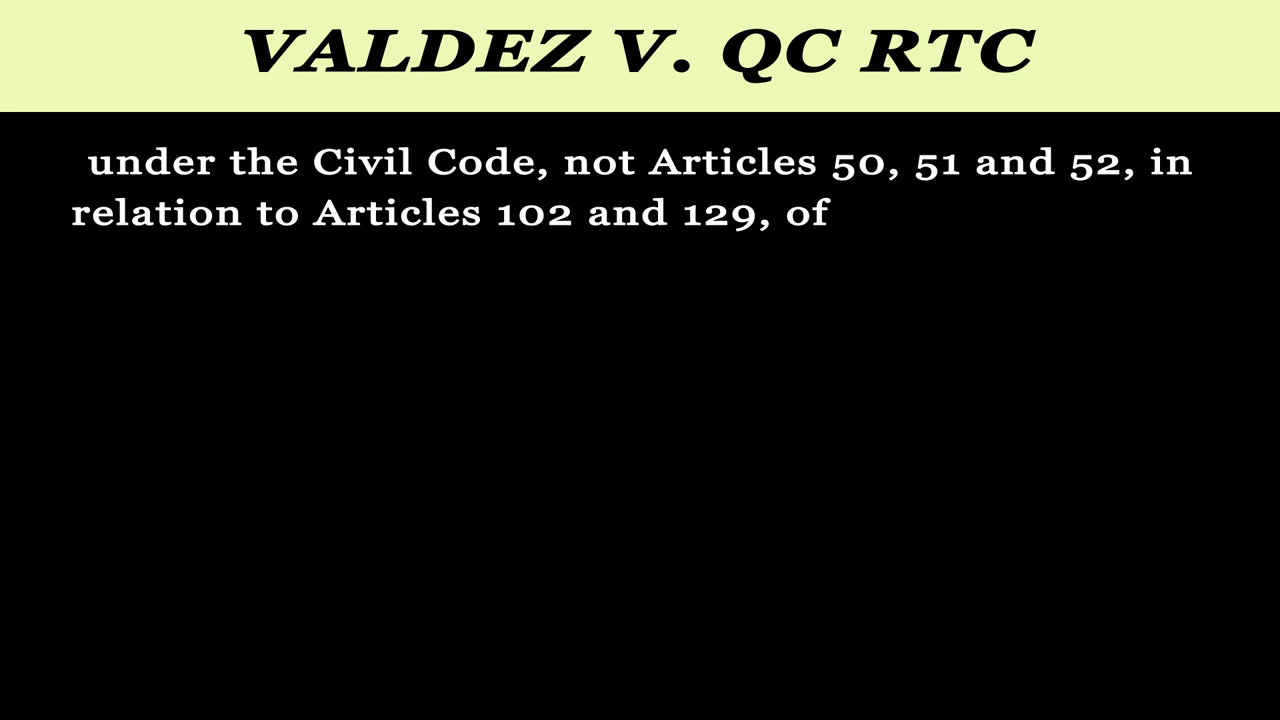 VALDEZ V. QC RTC
under the Civil Code, not Articles 50, 51 and 52, in
relation to Articles 102 and 129, of